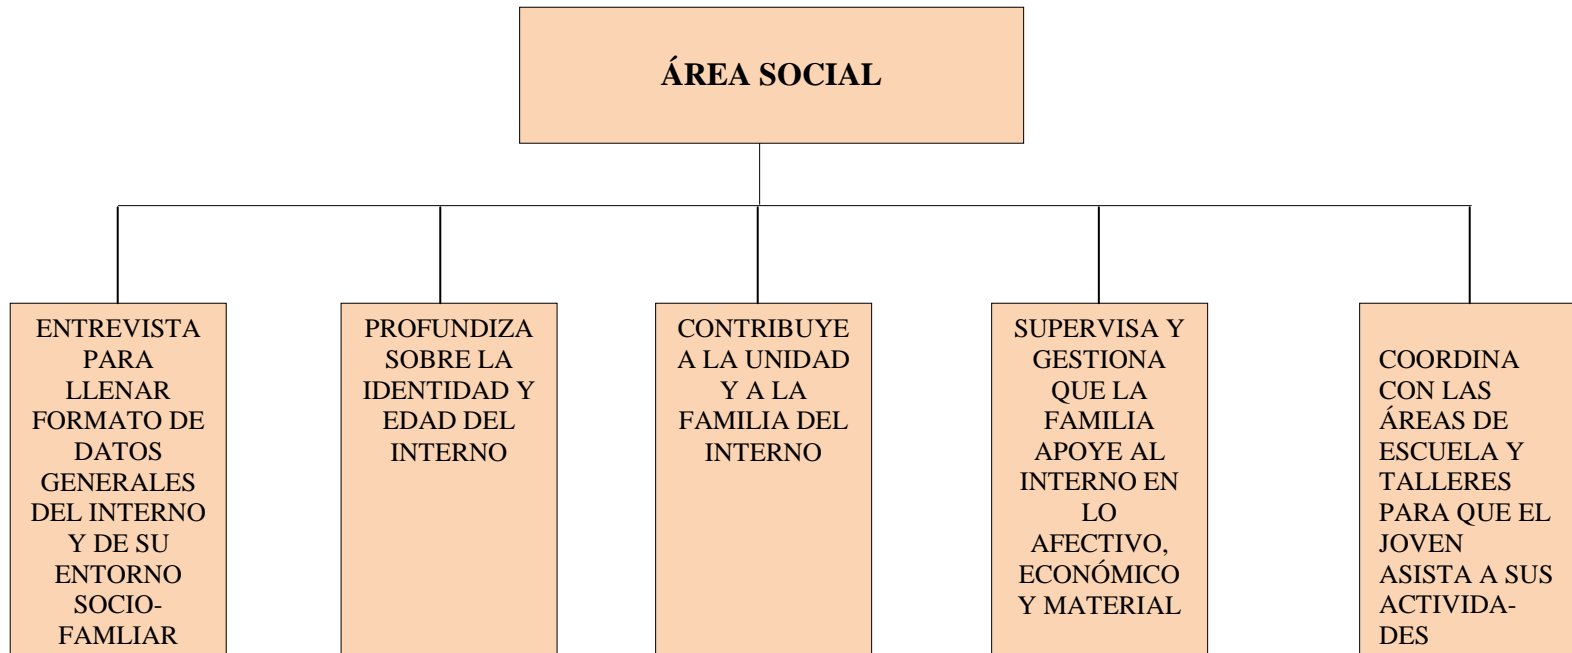 ÁREA SOCIAL
ENTREVISTA
PARA
LLENAR
FORMATO DE
DATOS
GENERALES
DEL INTERNO
Y DE SU
ENTORNO
SOCIO-
FAMLIAR
PROFUNDIZA
SOBRE LA
IDENTIDAD Y
EDAD DEL
INTERNO
CONTRIBUYE
A LA UNIDAD
Y A LA
FAMILIA DEL
INTERNO
SUPERVISA Y
GESTIONA
QUE LA
FAMILIA
APOYE AL
INTERNO EN
LO
AFECTIVO,
ECONÓMICO
Y MATERIAL
COORDINA
CON LAS
ÁREAS DE
ESCUELA Y
TALLERES
PARA QUE EL
JOVEN
ASISTA A SUS
ACTIVIDA-
DES